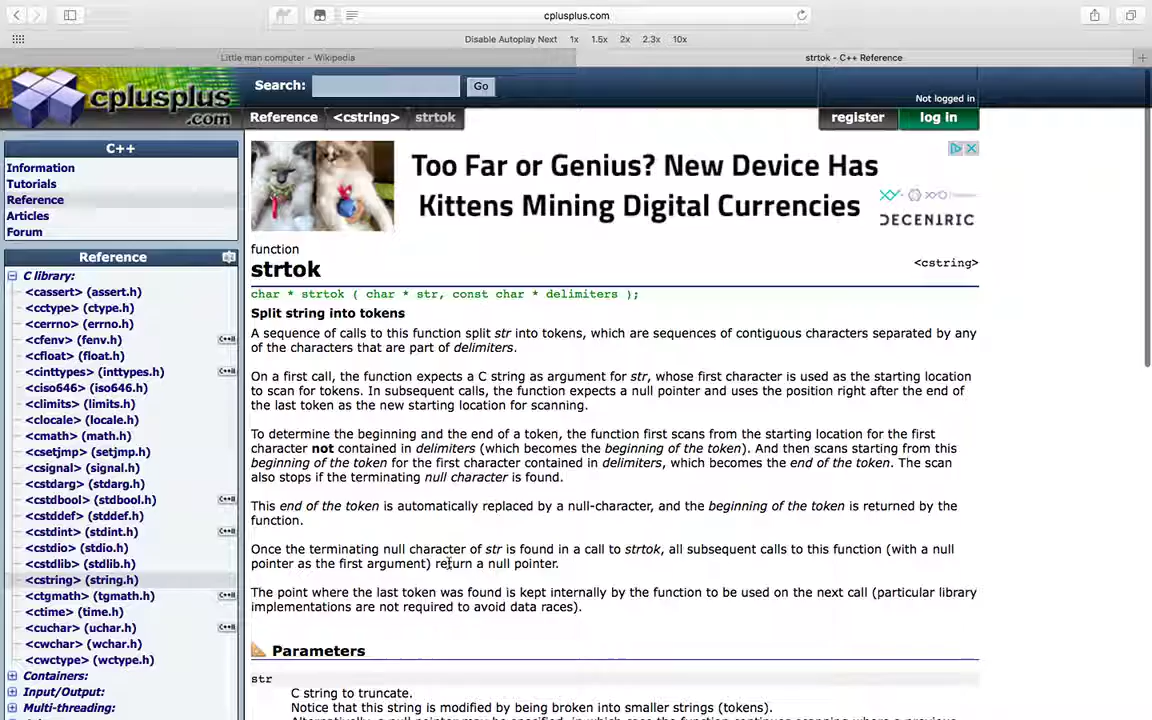 cplusplus.com
Disable Autoplay Next 1x 1.5x 2x 2.3x 10x
Little man computer - Wikipedia
strtok - C++ Reference
cplusplus
.com
Search:
Go
Not logged in
Reference
<cstring>
strtok
register
log in
C++
Information
Tutorials
Reference
Articles
Forum
Reference
C library:
<cassert> (assert.h)
<cctype> (ctype.h)
<cerrno> (errno.h)
<cfenv> (fenv.h)
<cfloat> (float.h)
<cinttypes> (inttypes.h)
<ciso646> (iso646.h)
<climits> (limits.h)
<clocale> (locale.h)
<cmath> (math.h)
<csetjmp> (setjmp.h)
<csignal> (signal.h)
<cstdarg> (stdarg.h)
<cstdbool> (stdbool.h)
<cstddef> (stddef.h)
<cstdint> (stdint.h)
<cstdio> (stdio.h)
<cstdlib> (stdlib.h)
<cstring> (string.h)
<ctgmath> (tgmath.h)
<ctime> (time.h)
<cuchar> (uchar.h)
<cwchar> (wchar.h)
<cwctype> (wctype.h)
Containers:
Input/Output:
Multi-threading:
Too Far or Genius? New Device Has
Kittens Mining Digital Currencies
DECENTRIC
function
strtok
<cstring>
char * strtok ( char * str, const char * delimiters );
Split string into tokens
A sequence of calls to this function split str into tokens, which are sequences of contiguous characters separated by any
of the characters that are part of delimiters.
On a first call, the function expects a C string as argument for str, whose first character is used as the starting location
to scan for tokens. In subsequent calls, the function expects a null pointer and uses the position right after the end of
the last token as the new starting location for scanning.
To determine the beginning and the end of a token, the function first scans from the starting location for the first
character not contained in delimiters (which becomes the beginning of the token). And then scans starting from this
beginning of the token for the first character contained in delimiters, which becomes the end of the token. The scan
also stops if the terminating null character is found.
This end of the token is automatically replaced by a null-character, and the beginning of the token is returned by the
function.
Once the terminating null character of str is found in a call to strtok, all subsequent calls to this function (with a null
pointer as the first argument) return a null pointer.
The point where the last token was found is kept internally by the function to be used on the next call (particular library
implementations are not required to avoid data races).
Parameters
str
C string to truncate.
Notice that this string is modified by being broken into smaller strings (tokens).